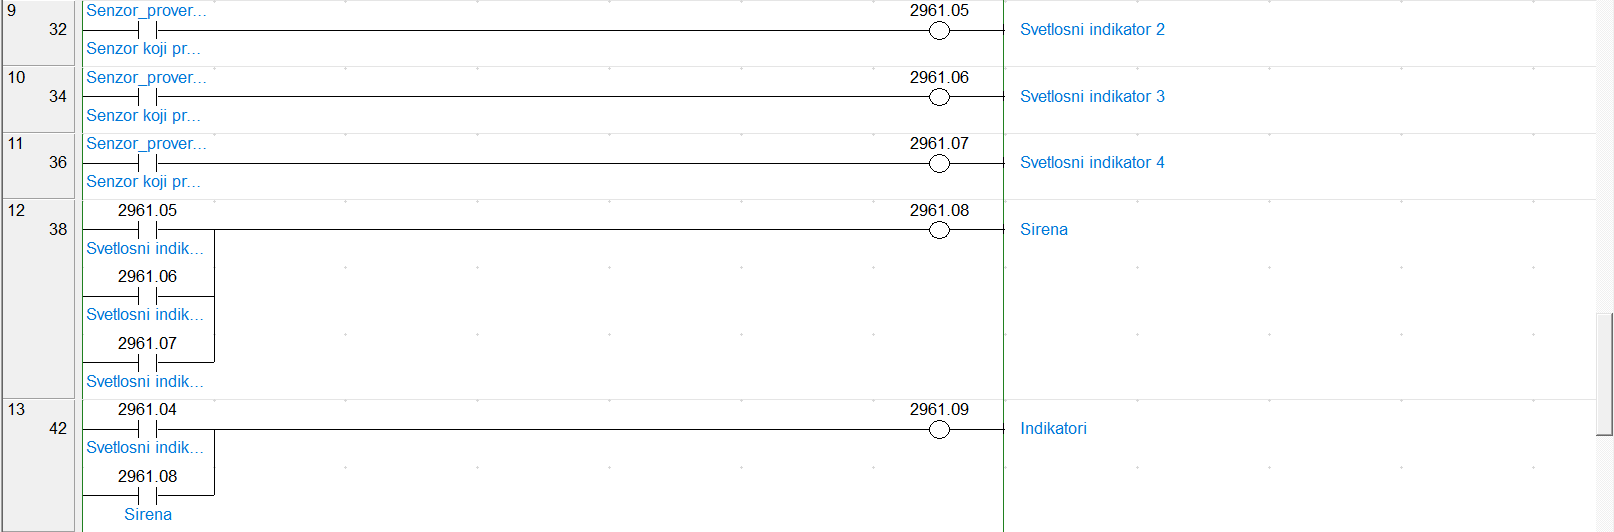 9
Senzor_prover...
2961.05
32
Svetlosni indikator 2
Senzor koji pr...
10
Senzor_prover...
2961.06
34
Svetlosni indikator 3
Senzor koji pr...
11
Senzor_prover...
2961.07
36
Svetlosni indikator 4
Senzor koji pr...
12
2961.05
2961.08
38
Sirena
Svetlosni indik...
2961.06
Svetlosni indik...
2961.07
Svetlosni indik...
13
2961.04
2961.09
42
Indikatori
Svetlosni indik...
2961.08
Sirena